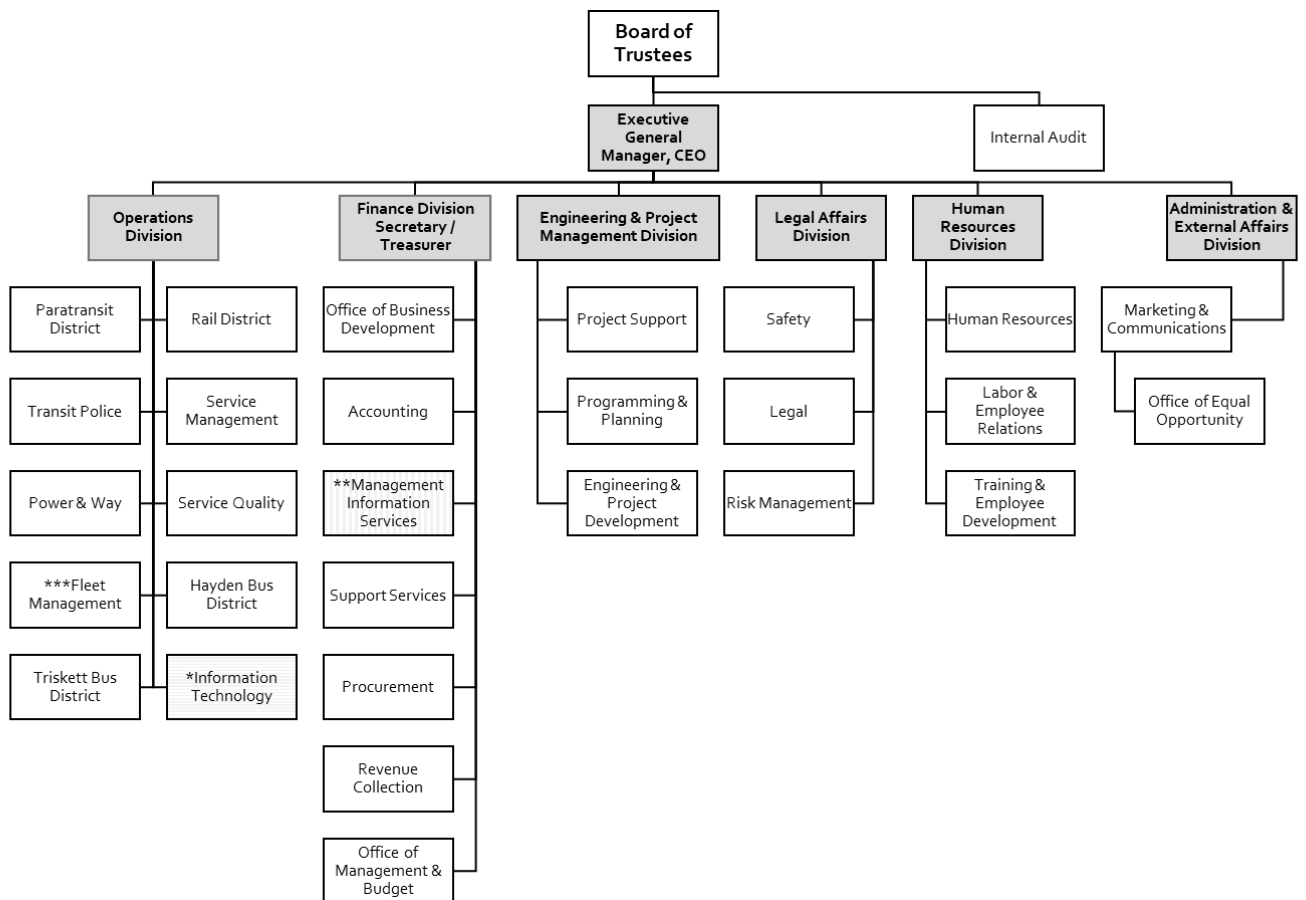 Board of
Trustees
Executive
General
Manager, CEO
Internal Audit
Operations
Division
Finance Division
Secretary /
Treasurer
Engineering & Project
Management Division
Legal Affairs
Division
Human
Resources
Division
Administration &
External Affairs
Division
Paratransit
District
Rail District
Transit Police
Service
Management
Power & Way
Service Quality
***Fleet
Management
Hayden Bus
District
Triskett Bus
District
*Information
Technology
Office of Business
Development
Accounting
**Management
Information
Services
Support Services
Procurement
Revenue
Collection
Office of
Management &
Budget
Project Support
Programming &
Planning
Engineering &
Project
Development
Safety
Legal
Risk Management
Human Resources
Labor &
Employee
Relations
Training &
Employee
Development
Marketing &
Communications
Office of Equal
Opportunity